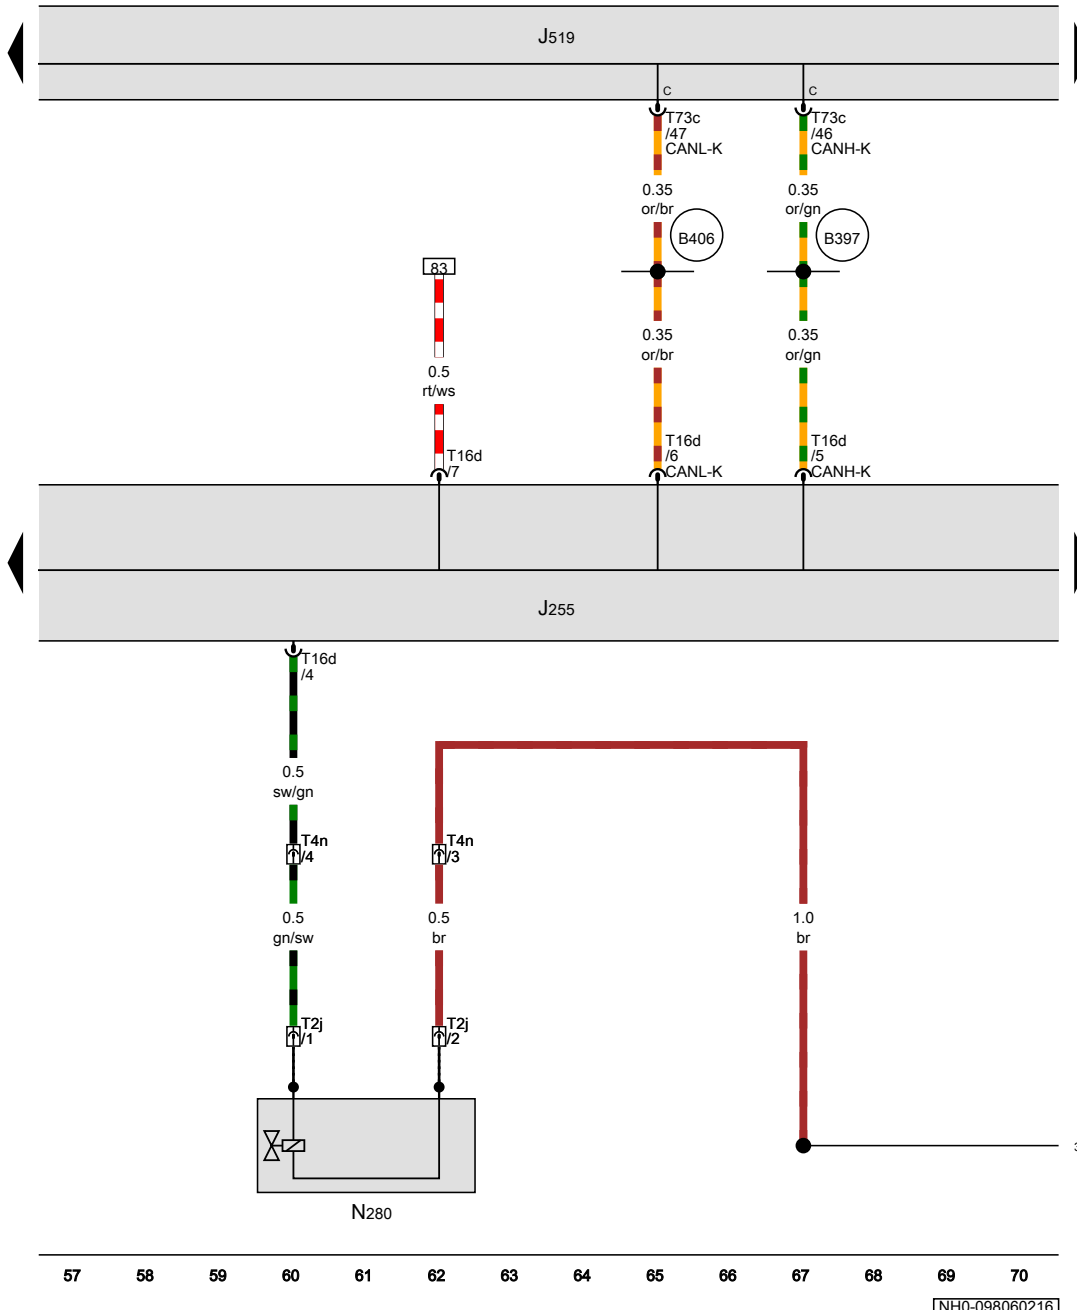 J519
C
C
T73c
/47
CANL-K
T73c
/46
CANH-K
0.35
or/br
0.35
or/gn
B406
B397
83
0.35
or/br
0.35
or/gn
0.5
rt/ws
T16d
/7
T16d
/6
CANL-K
T16d
/5
CANH-K
J255
T16d
/4
0.5
sw/gn
T4n
/4
T4n
/3
0.5
gn/sw
0.5
br
1.0
br
T2j
/1
T2j
/2
N280
57 58 59 60 61 62 63 64 65 66 67 68 69 70
NH0-098060216